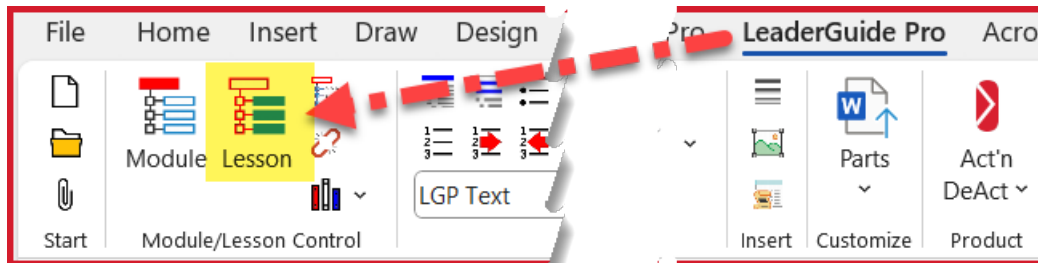 File Home Insert Draw Design Pro LeaderGuide Pro Acro
Module Lesson Parts Act'n
DeAct
LGP Text
Start Module/Lesson Control Insert Customize Product